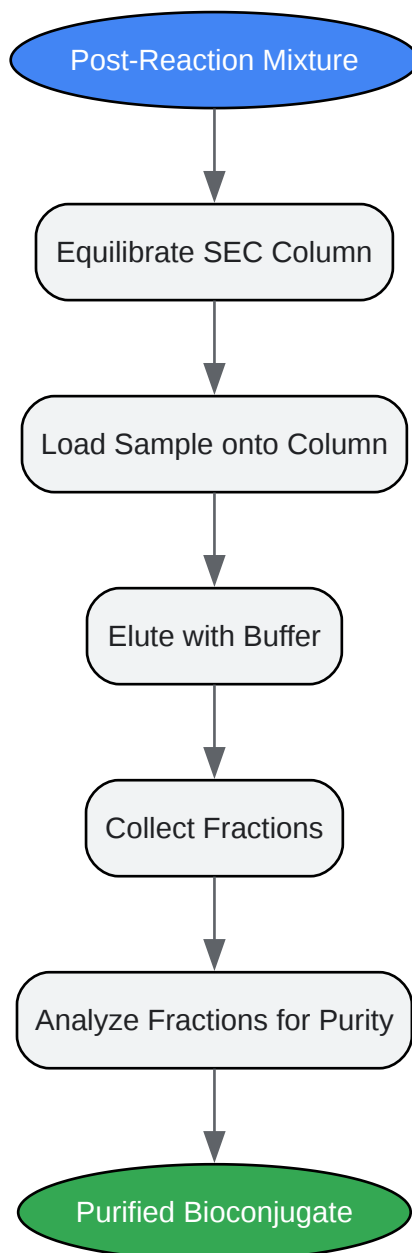 Post-Reaction Mixture
Equilibrate SEC Column
Load Sample onto Column
Elute with Buffer
Collect Fractions
Analyze Fractions for Purity
Purified Bioconjugate